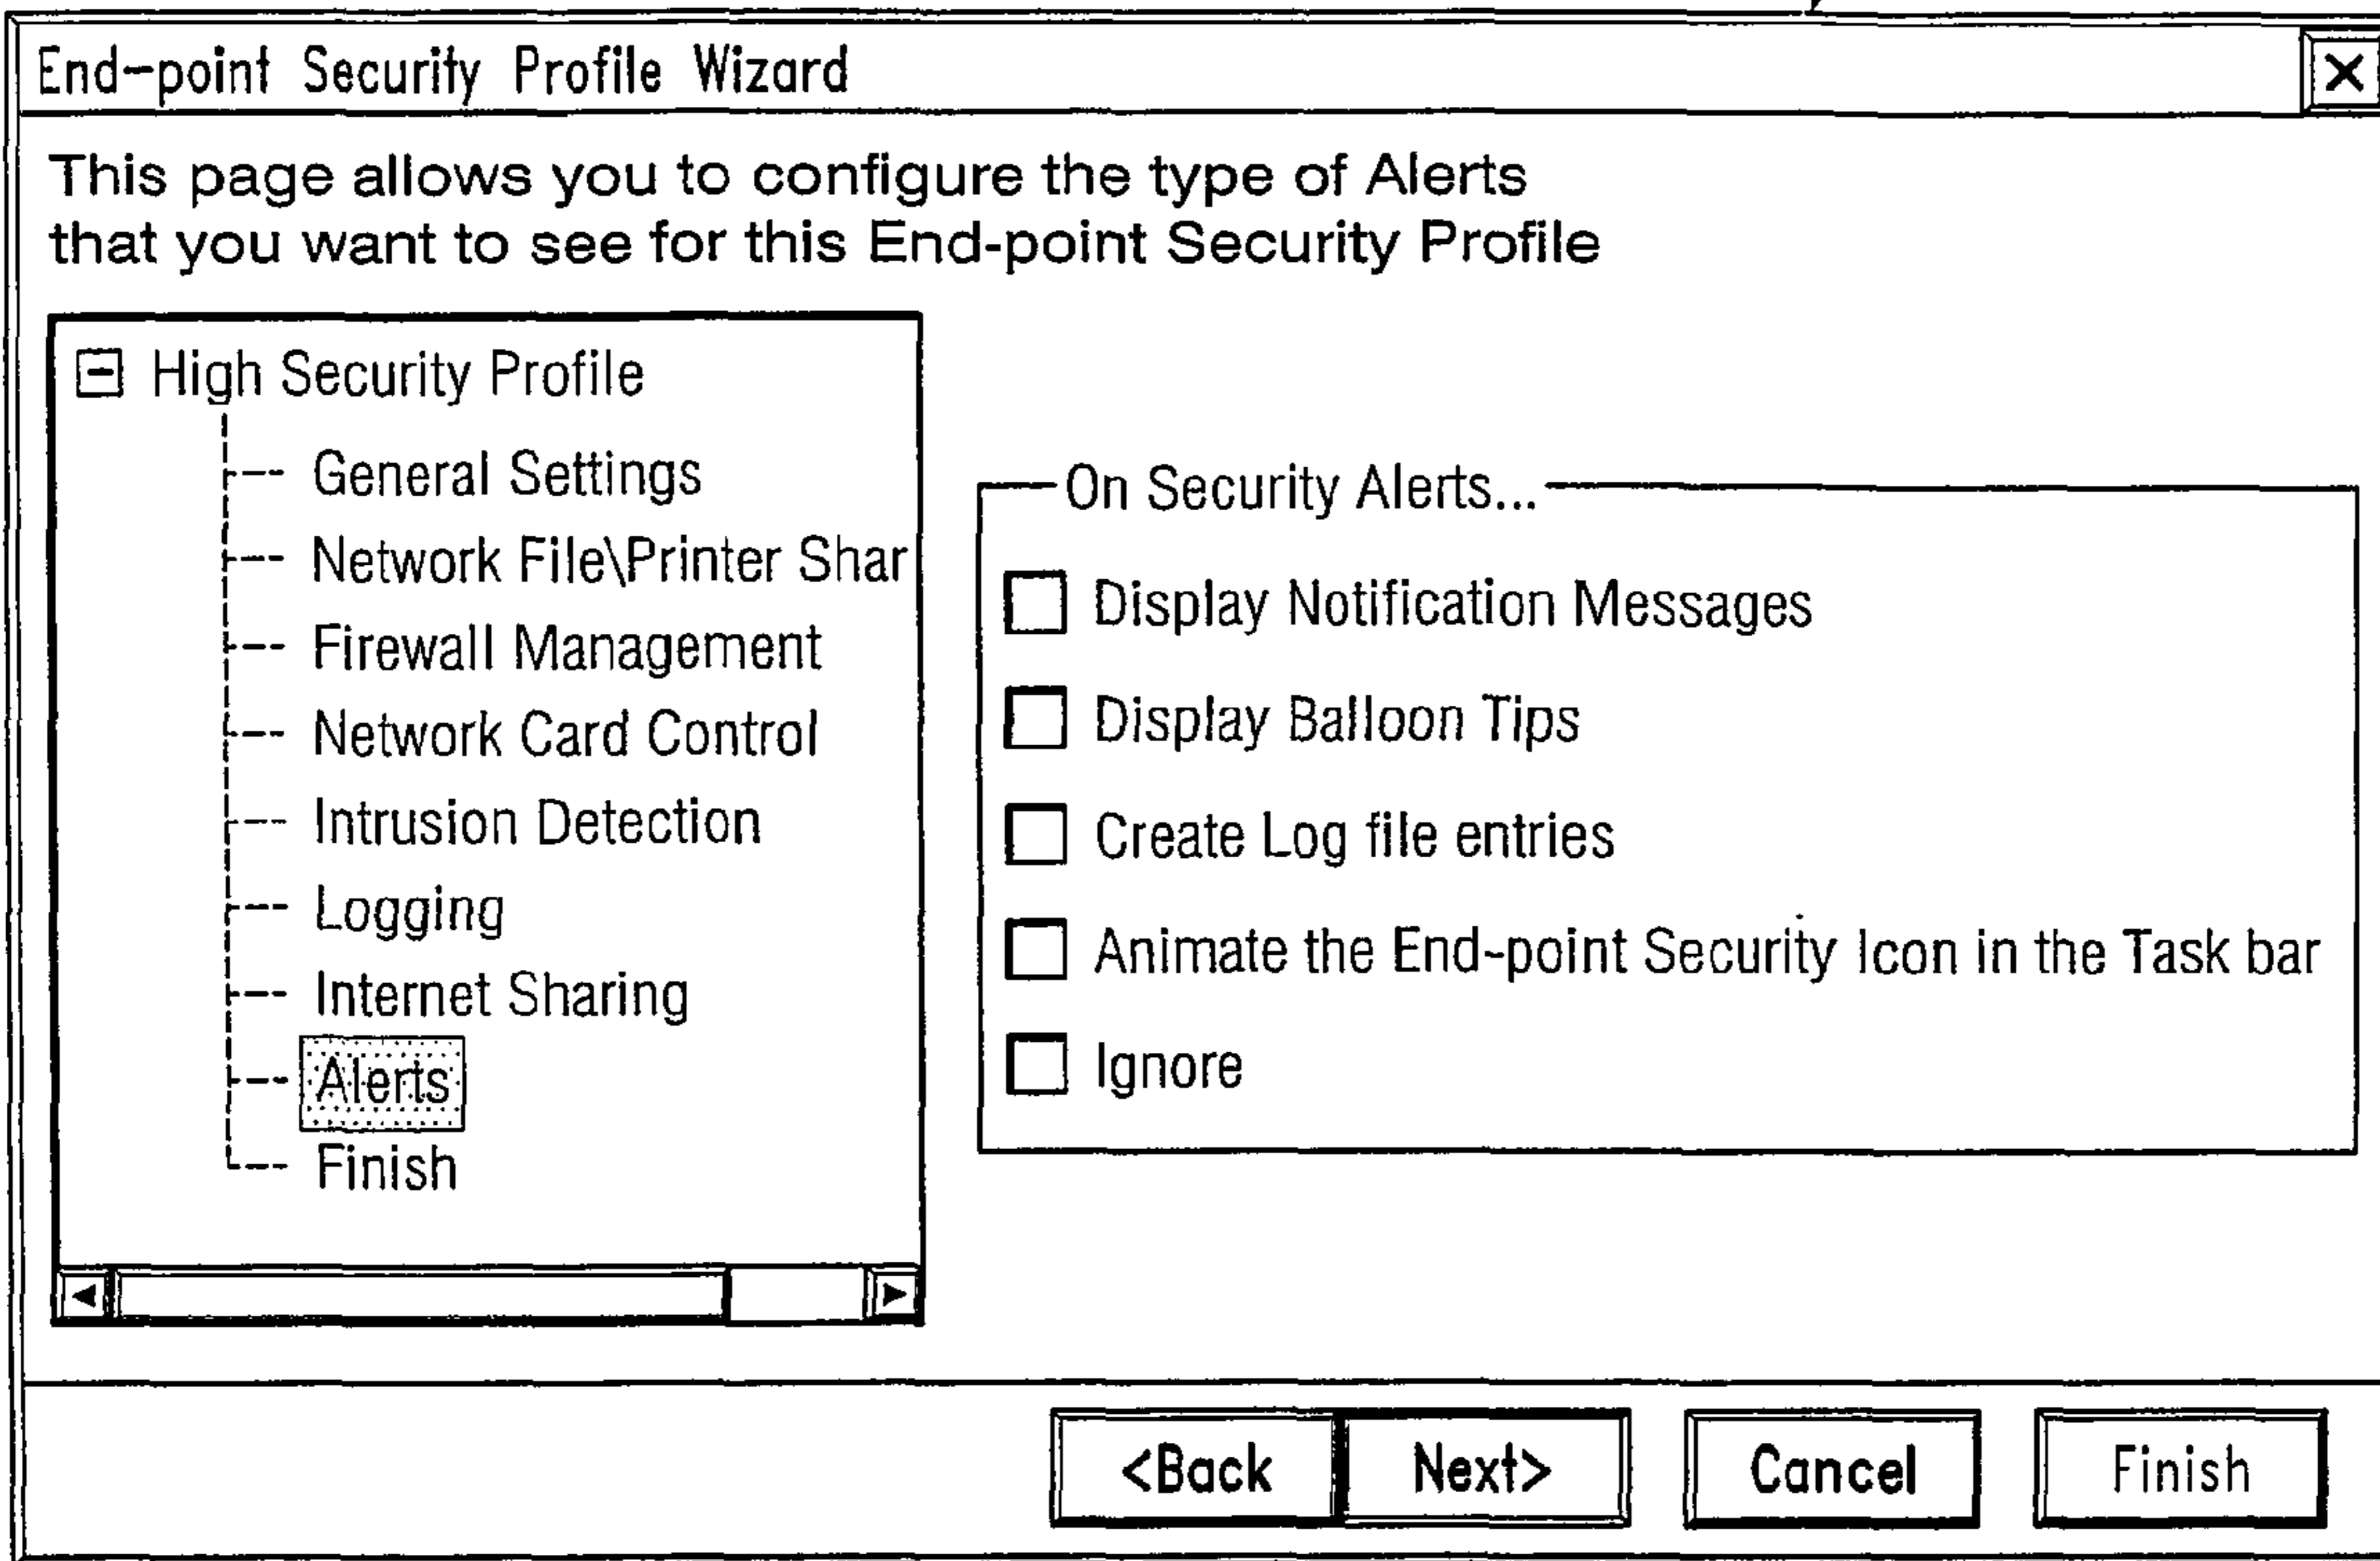 End-point Security Profile Wizard
This page allows you to configure the type of Alerts
that you want to see for this End-point Security Profile
High Security Profile
General Settings
Network File\Printer Shar
Firewall Management
Network Card Control
Intrusion Detection
Logging
Internet Sharing
Alerts
Finish
On Security Alerts...
Display Notification Messages
Display Balloon Tips
Create Log file entries
Animate the End-point Security Icon in the Task bar
Ignore
<Back Next> Cancel Finish